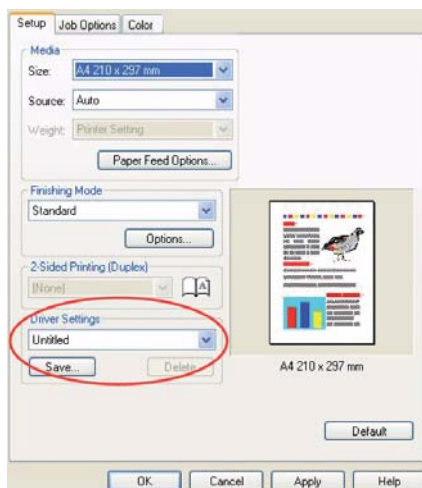 Setup Job Options Color
Media
Size: A4 210 x 297 mm
Source: Auto
Weight: Printer Setting
Paper Feed Options...
Finishing Mode
Standard
Options...
2-Sided Printing (Duplex)
(None)
A
Driver Settings
Untitled
Save... Delete
A4 210 x 297 mm
Default
OK Cancel Apply Help